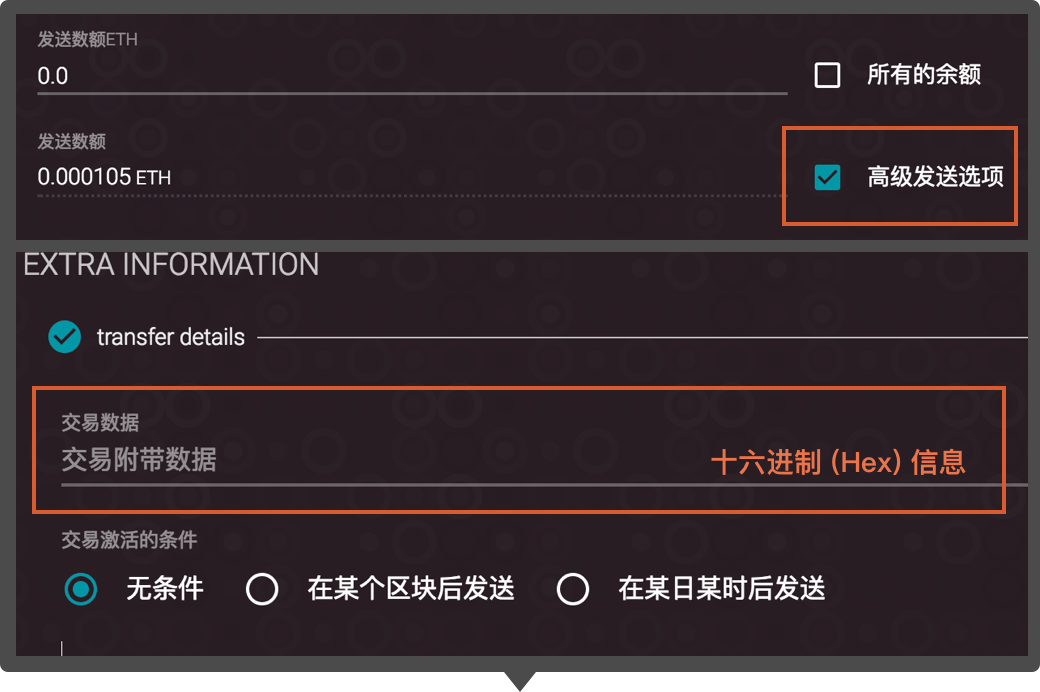 发送数额ETH
0.0
所有的余额
发送数额
0.000105 ETH
高级发送选项
EXTRA INFORMATION
transfer details
交易数据
交易附带数据
十六进制 (Hex) 信息
交易激活的条件
无条件 在某个区块后发送 在某日某时后发送